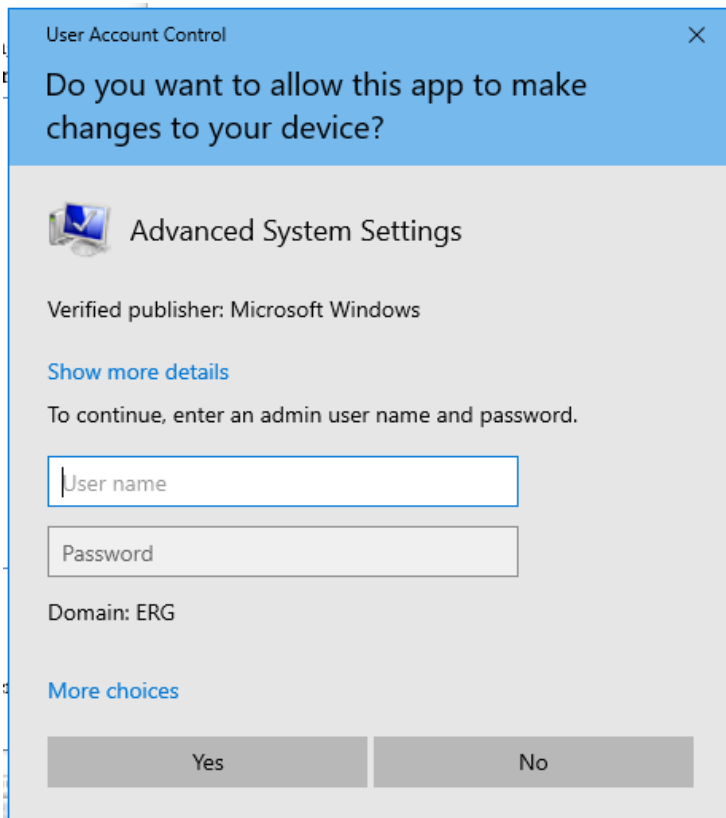 User Account Control
Do you want to allow this app to make
changes to your device?
Advanced System Settings
Verified publisher: Microsoft Windows
Show more details
To continue, enter an admin user name and password.
User name
Password
Domain: ERG
More choices
Yes
No